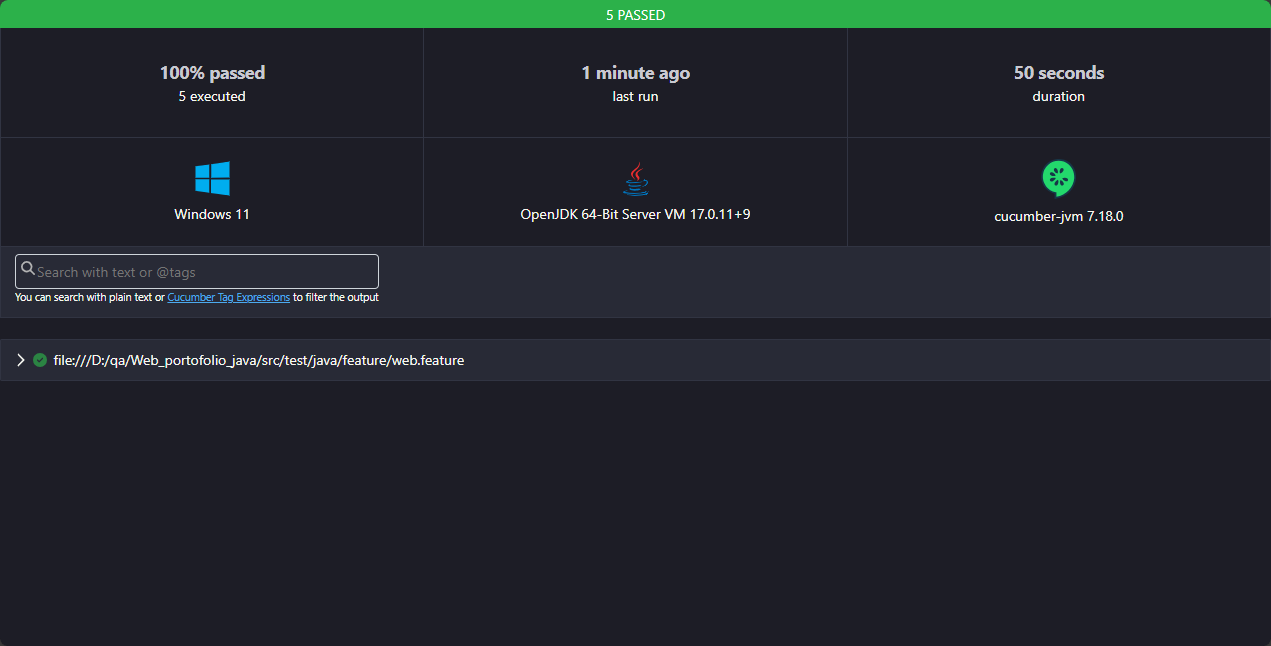 5 PASSED
100% passed
5 executed
1 minute ago
last run
50 seconds
duration
Windows 11
OpenJDK 64-Bit Server VM 17.0.11+9
cucumber-jvm 7.18.0
Search with text or @tags
You can search with plain text or Cucumber Tag Expressions to filter the output
file:///D:/qa/Web_portofolio_java/src/test/java/feature/web.feature